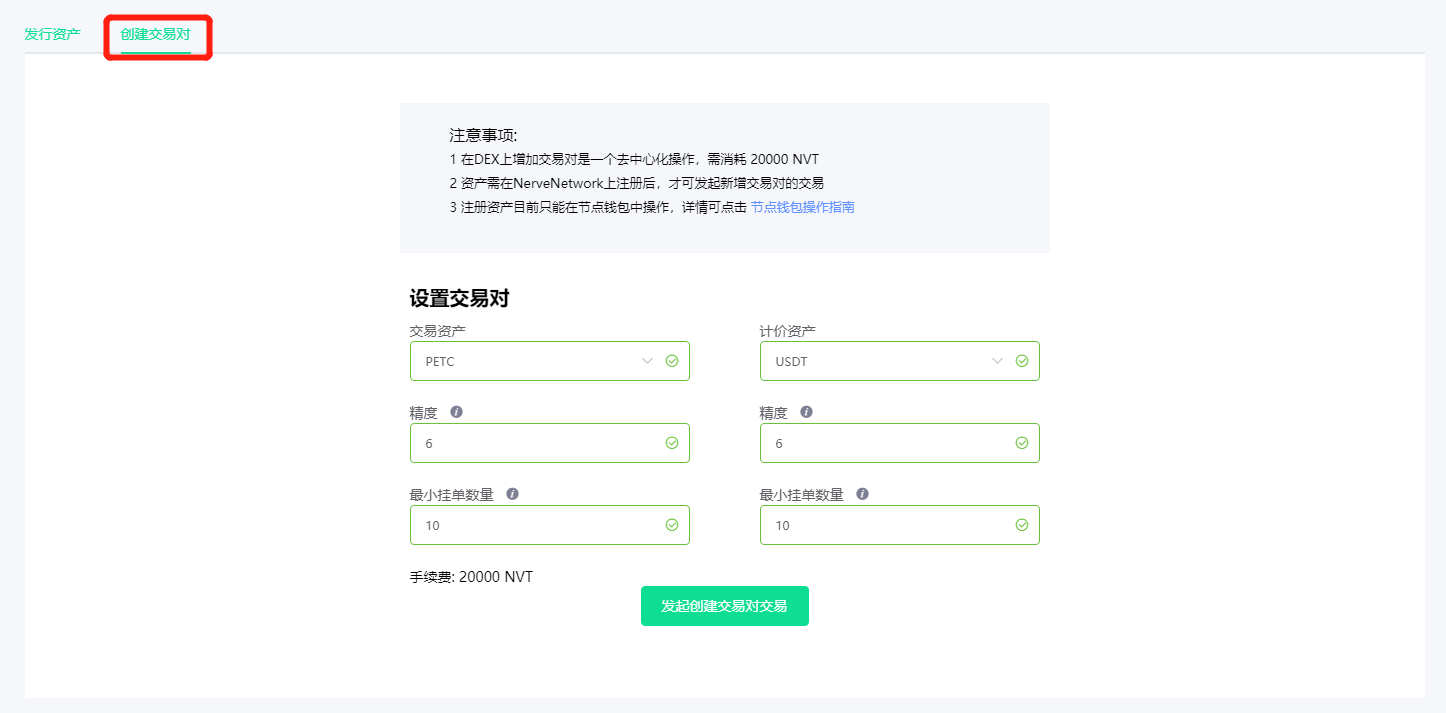 发行资产 创建交易对
注意事项:
1 在DEX上增加交易对是一个去中心化操作，需消耗 20000 NVT
2 资产需在NerveNetwork上注册后，才可发起新增交易对的交易
3 注册资产目前只能在节点钱包中操作，详情可点击 节点钱包操作指南
设置交易对
交易资产 计价资产
PETC USDT
精度 精度
6 6
最小挂单数量 最小挂单数量
10 10
手续费: 20000 NVT
发起创建交易对交易